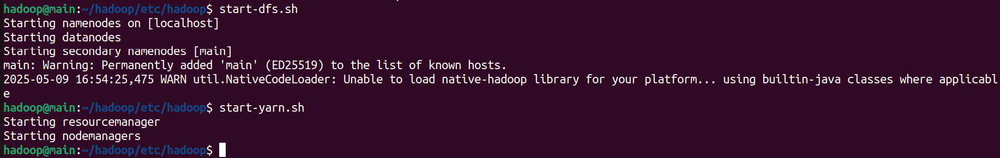 hadoop@main:~/hadoop/etc/hadoop$ start-dfs.sh
Starting namenodes on [localhost]
Starting datanodes
Starting secondary namenodes [main]
main: Warning: Permanently added 'main' (ED25519) to the list of known hosts.
2025-05-09 16:54:25,475 WARN util.NativeCodeLoader: Unable to load native-hadoop library for your platform... using builtin-java classes where applicabl
e
hadoop@main:~/hadoop/etc/hadoop$ start-yarn.sh
Starting resourcemanager
Starting nodemanagers
hadoop@main:~/hadoop/etc/hadoop$